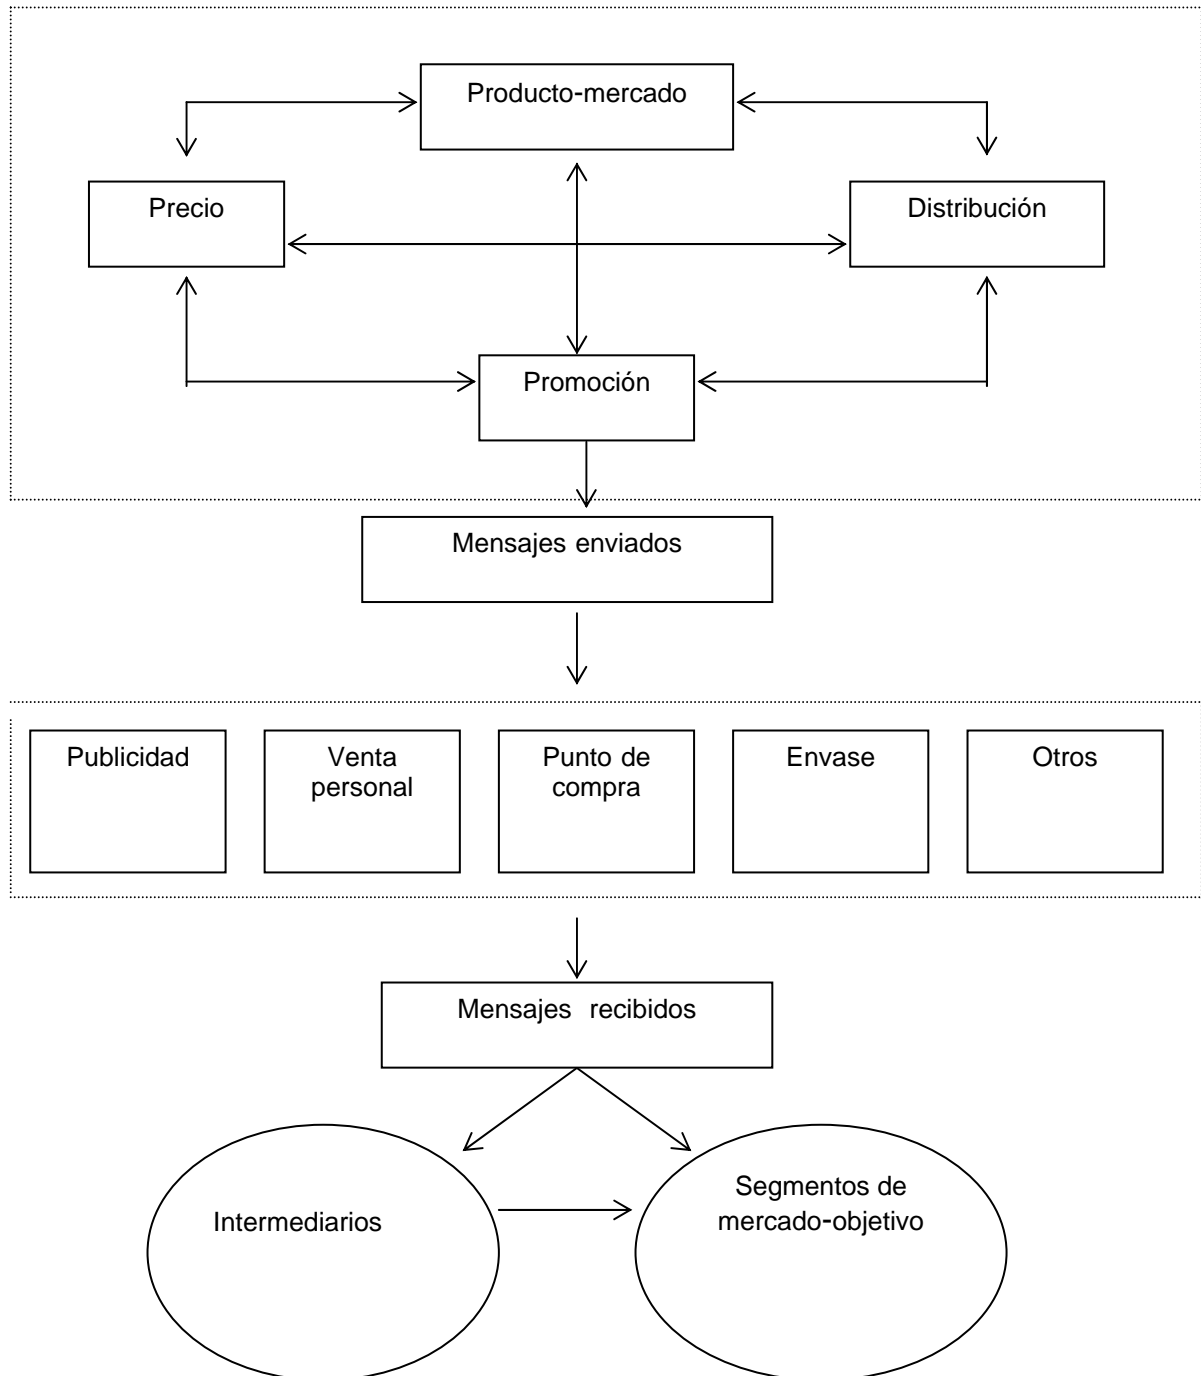 Producto-mercado
Precio
Distribución
Promoción
Mensajes enviados
Publicidad
Venta
personal
Punto de
compra
Envase
Otros
Mensajes recibidos
Intermediarios
Segmentos de
mercado-objetivo